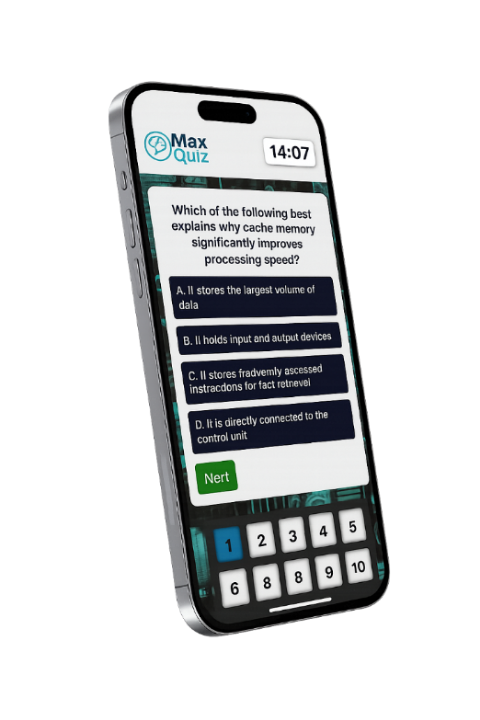 Max
Quiz
14:07
Which of the following best
explains why cache memory
significantly improves
processing speed?
A. Il stores the largest volume of
dala
B. Il holds input and autput devices
C. Il stores fradvemly ascessed
instracdons for fact retnevel
D. It is directly connected to the
control unit
Nert
1 2 3 4 5
6 8 8 9 10